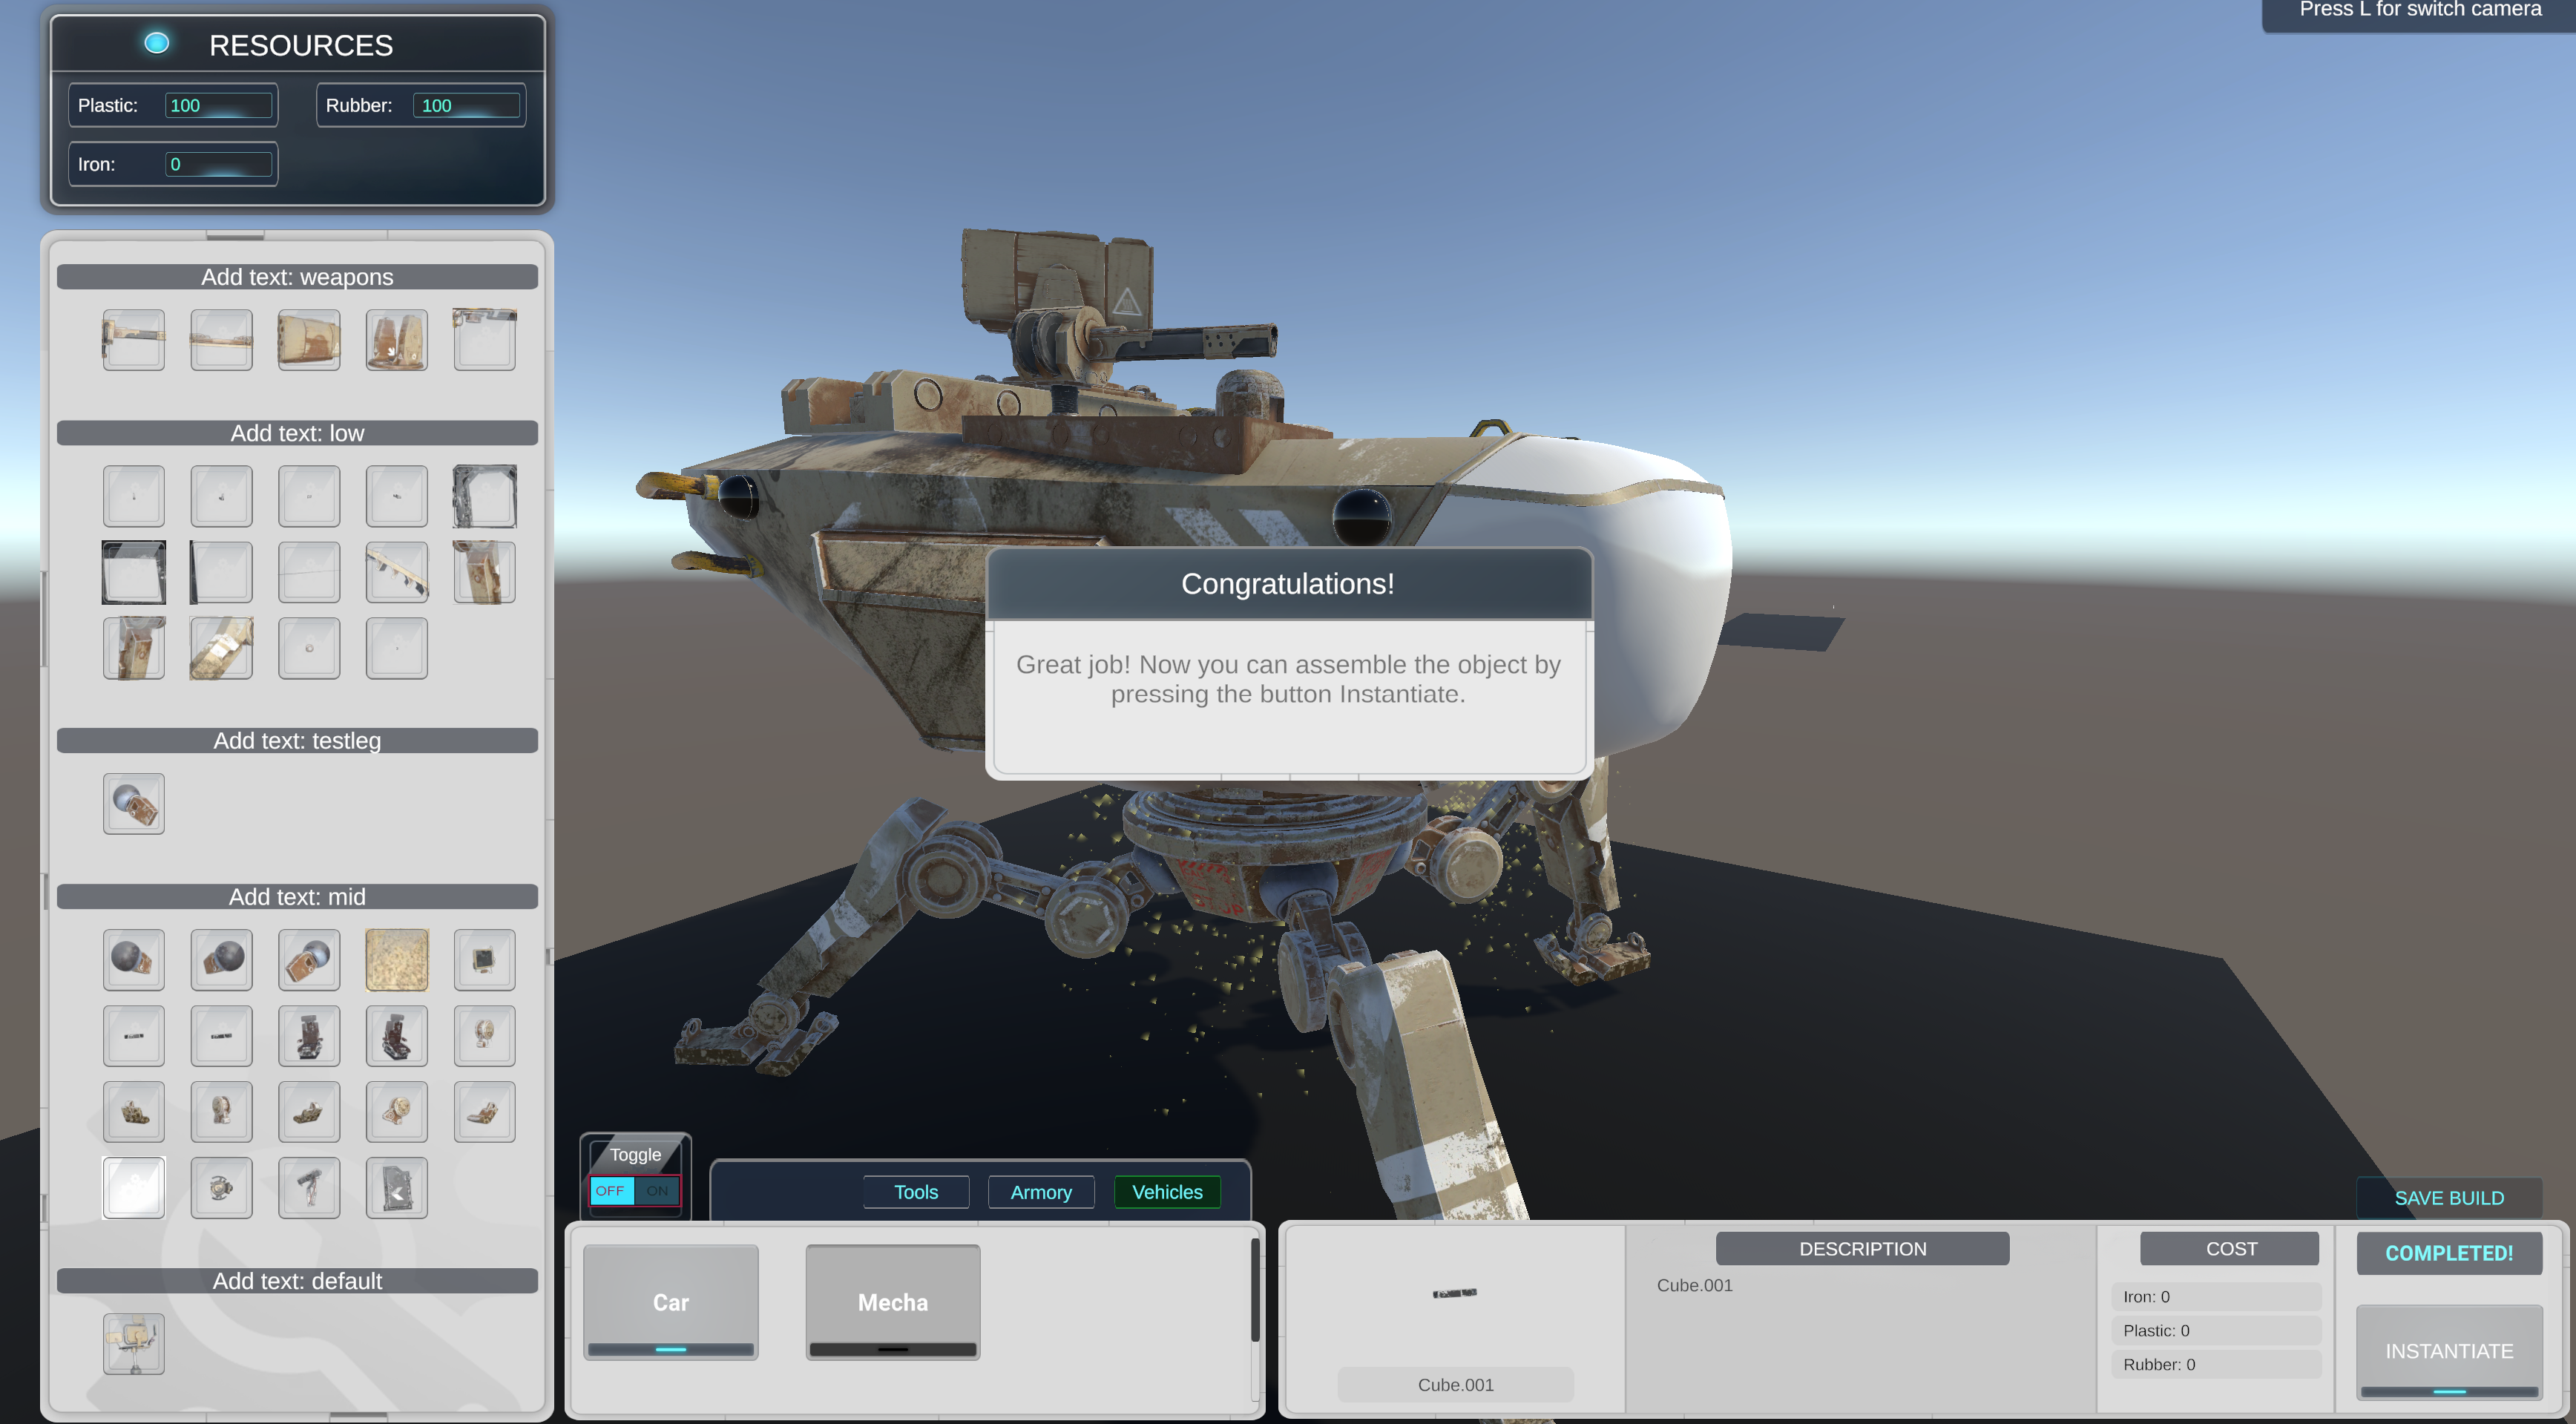 Press L for switch camera
RESOURCES
Plastic: 100
Rubber: 100
Iron: 0
Add text: weapons
Add text: low
Add text: testleg
Add text: mid
Add text: default
Congratulations!
Great job! Now you can assemble the object by
pressing the button Instantiate.
Toggle
OFF ON
Tools
Armory
Vehicles
Car
Mecha
Cube.001
DESCRIPTION
Cube.001
COST
Iron: 0
Plastic: 0
Rubber: 0
SAVE BUILD
COMPLETED!
INSTANTIATE